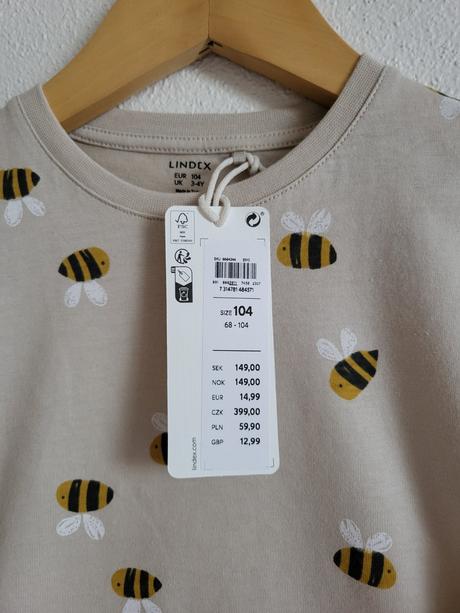 LINDEX
EUR 104
UK 3-4Y
FSC
SIZE 104
68 - 104
SEK 149,00
NOK 149,00
EUR 14,99
CZK 399,00
PLN 59,90
GBP 12,99
lindex.com